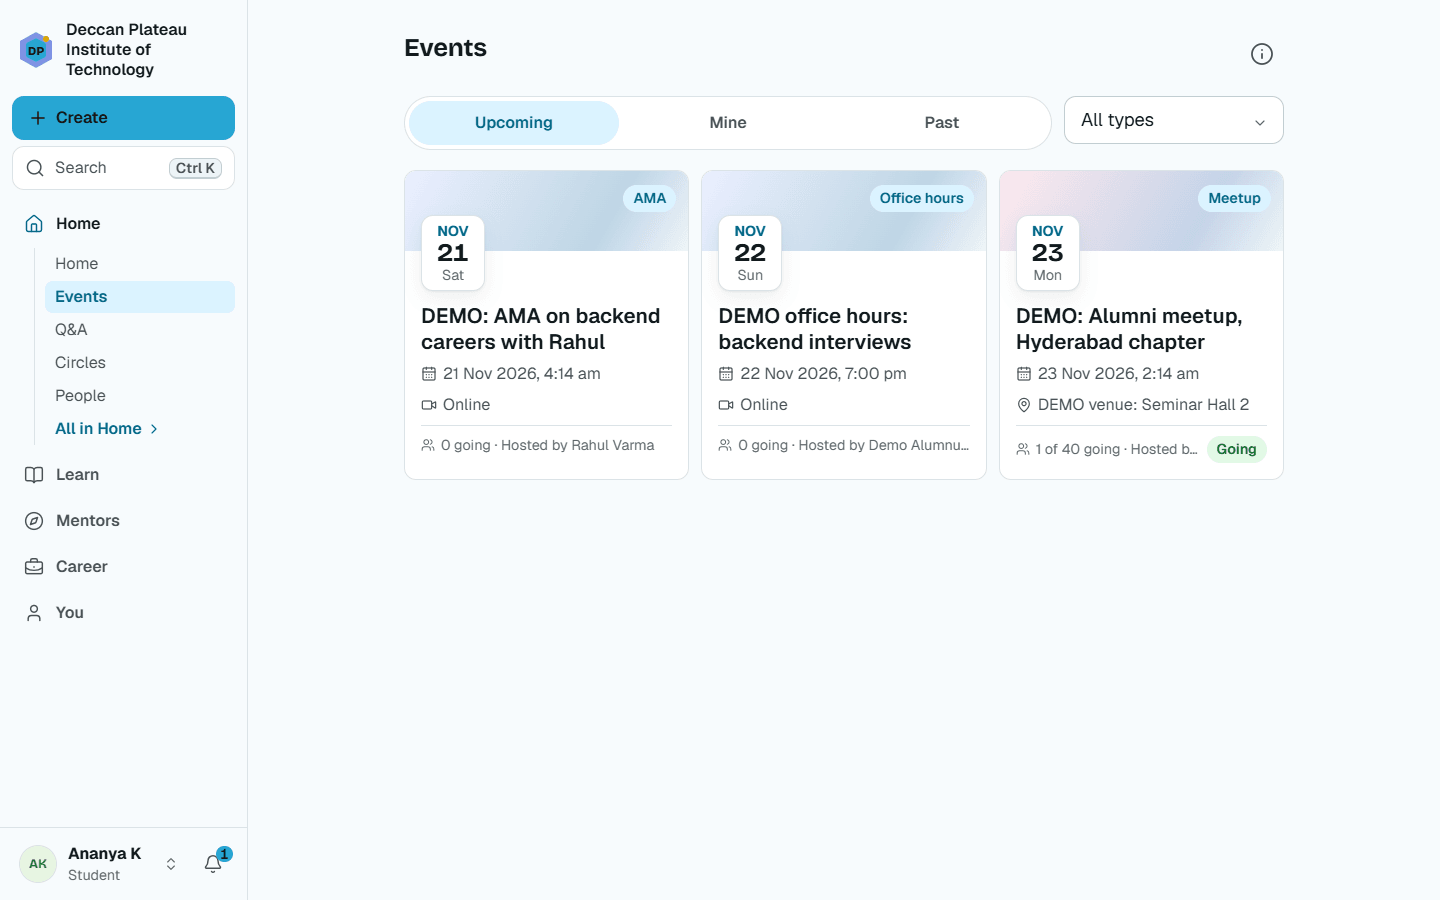 DP
Deccan Plateau
Institute of
Technology
Create
Search
Ctrl K
Home
Home
Events
Q&A
Circles
People
All in Home
Learn
Mentors
Career
You
AK
Ananya K
Student
1
Events
Upcoming
Mine
Past
All types
AMA
NOV
21
Sat
DEMO: AMA on backend
careers with Rahul
21 Nov 2026, 4:14 am
Online
0 going · Hosted by Rahul Varma
Office hours
NOV
22
Sun
DEMO office hours:
backend interviews
22 Nov 2026, 7:00 pm
Online
0 going · Hosted by Demo Alumnu…
Meetup
NOV
23
Mon
DEMO: Alumni meetup,
Hyderabad chapter
23 Nov 2026, 2:14 am
DEMO venue: Seminar Hall 2
1 of 40 going · Hosted b…
Going